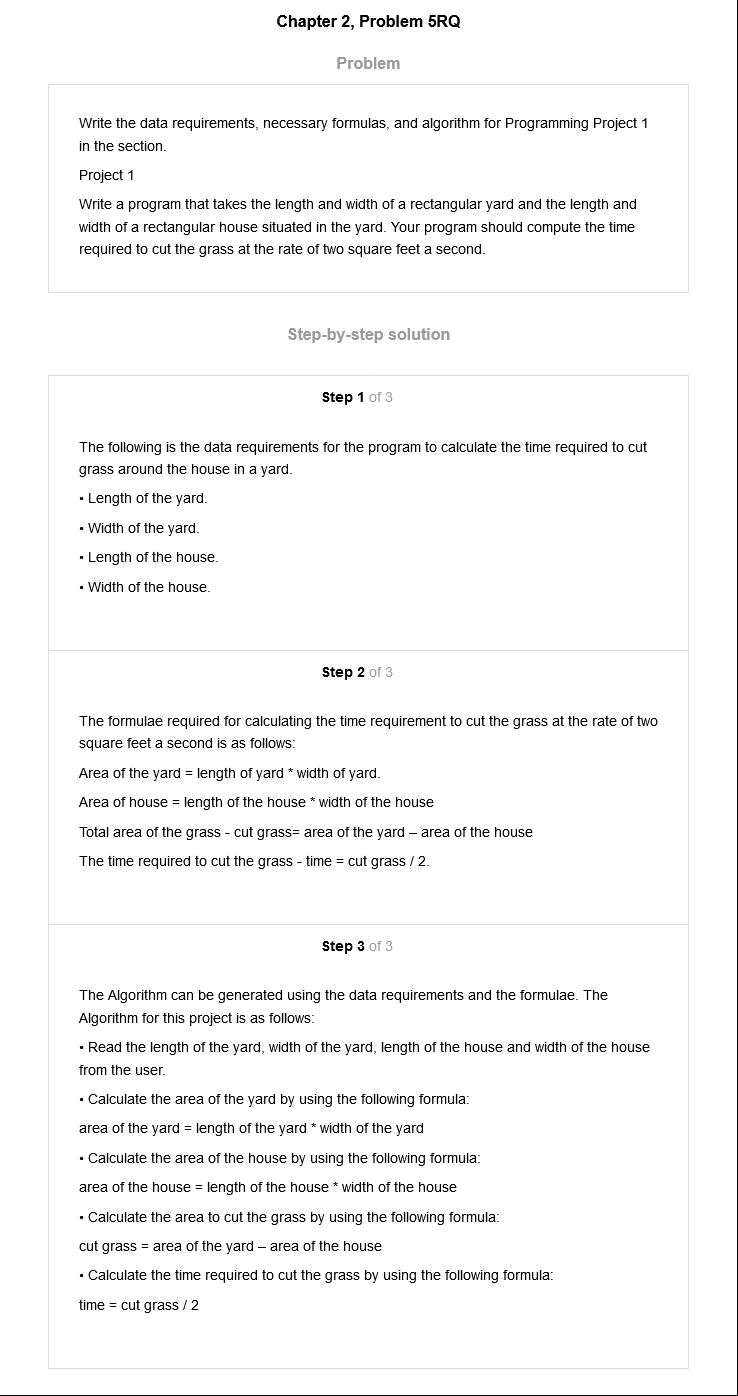 Chapter 2, Problem 5RQ
Problem
Write the data requirements, necessary formulas, and algorithm for Programming Project 1
in the section.
Project 1
Write a program that takes the length and width of a rectangular yard and the length and
width of a rectangular house situated in the yard. Your program should compute the time
required to cut the grass at the rate of two square feet a second.
Step-by-step solution
Step 1 of 3
The following is the data requirements for the program to calculate the time required to cut
grass around the house in a yard.
• Length of the yard.
• Width of the yard.
• Length of the house.
• Width of the house.
Step 2 of 3
The formulae required for calculating the time requirement to cut the grass at the rate of two
square feet a second is as follows:
Area of the yard = length of yard * width of yard.
Area of house = length of the house * width of the house
Total area of the grass - cut grass= area of the yard – area of the house
The time required to cut the grass - time = cut grass / 2.
Step 3 of 3
The Algorithm can be generated using the data requirements and the formulae. The
Algorithm for this project is as follows:
• Read the length of the yard, width of the yard, length of the house and width of the house
from the user.
• Calculate the area of the yard by using the following formula:
area of the yard = length of the yard * width of the yard
• Calculate the area of the house by using the following formula:
area of the house = length of the house * width of the house
• Calculate the area to cut the grass by using the following formula:
cut grass = area of the yard – area of the house
• Calculate the time required to cut the grass by using the following formula:
time = cut grass / 2